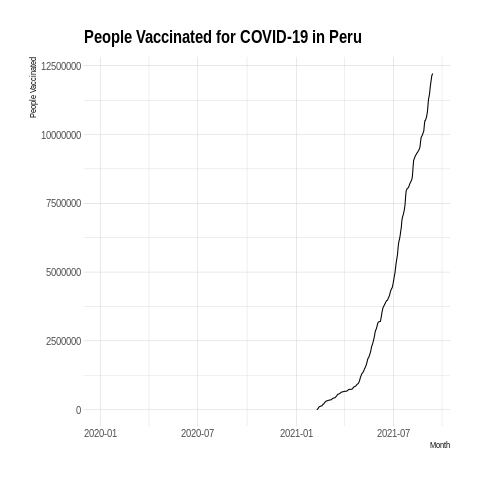 People Vaccinated for COVID-19 in Peru
People Vaccinated
12500000
10000000
7500000
5000000
2500000
0
2020-01 2020-07 2021-01 2021-07
Month